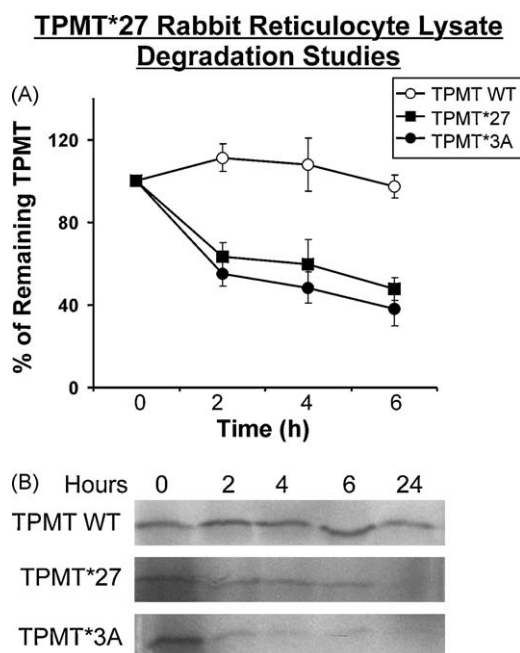 TPMT*27 Rabbit Reticulocyte Lysate
Degradation Studies
(A)
TPMT WT
TPMT*27
TPMT*3A
% of Remaining TPMT
120
80
40
0
0 2 4 6
Time (h)
(B) Hours 0 2 4 6 24
TPMT WT
TPMT*27
TPMT*3A